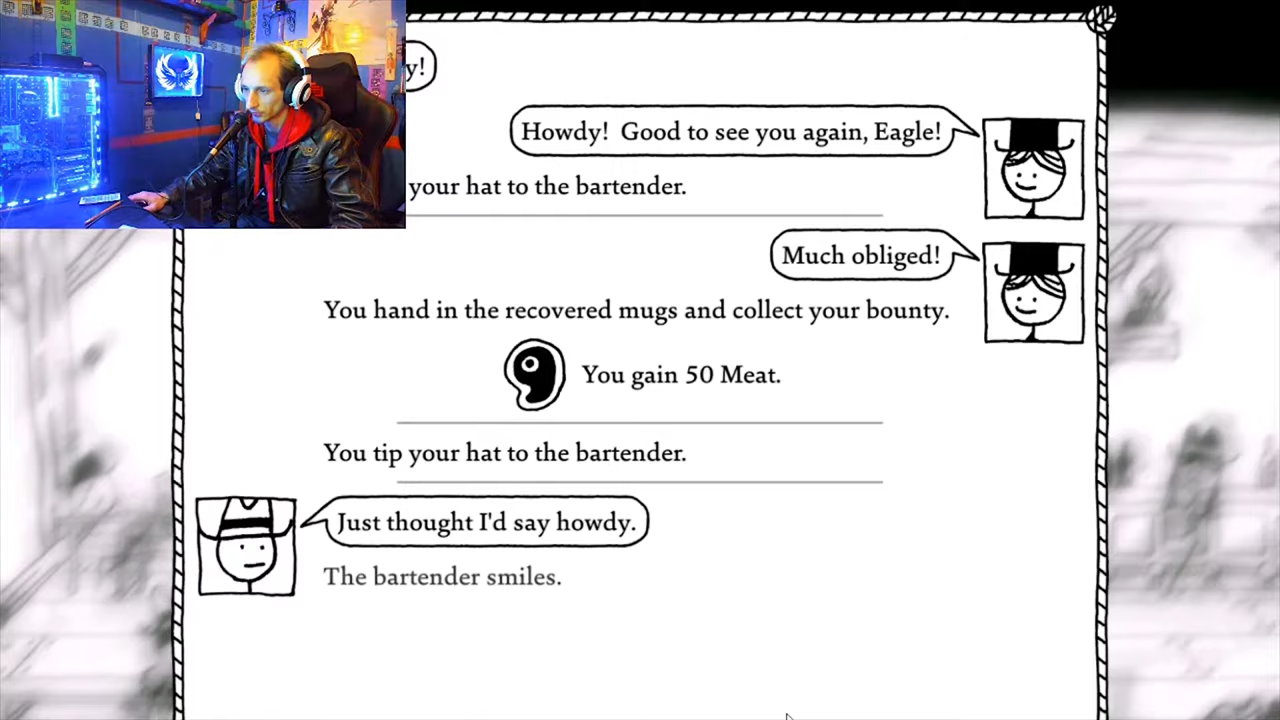 y!
Howdy! Good to see you again, Eagle!
your hat to the bartender.
Much obliged!
You hand in the recovered mugs and collect your bounty.
You gain 50 Meat.
You tip your hat to the bartender.
Just thought I'd say howdy.
The bartender smiles.